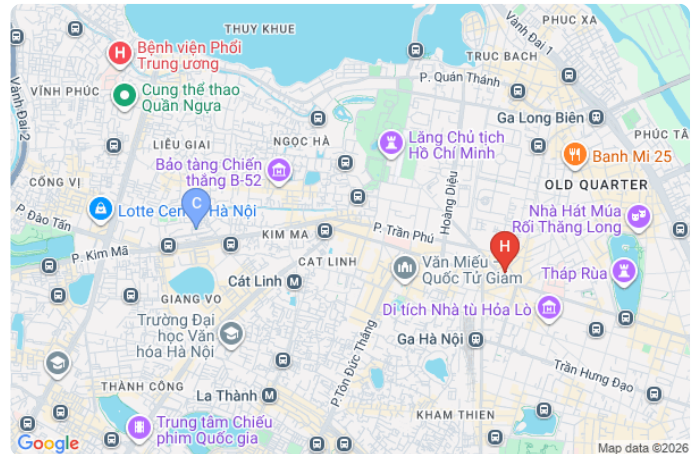 THUY KHUE
PHUC XA
Vành Đai 1
Bệnh viện Phổi
Trung ương
TRUC BACH
P. Quán Thánh
VĨNH PHÚC
Cung thể thao
Quần Ngựa
Vành Đai 2
Ga Long Biên
PHÚC TÂ
LIỄU GIAI
NGỌC HÀ
Lăng Chủ tịch
Hồ Chí Minh
Banh Mi 25
Bảo tàng Chiến
thắng B-52
CỐNG VỊ
OLD QUARTER
Hoàng Diệu
P. Đào Tấn
Lotte Cen
Hà Nội
C
Nhà Hát Múa
Rối Thăng Long
P. Trần Phú
KIM MA
P. Kim Mã
H
CAT LINH
Văn Miếu -
Quốc Tử Giám
Tháp Rùa
Cát Linh
M
GIANG VO
Di tích Nhà tù Hỏa Lò
Trường Đại
học Văn
hóa Hà Nội
P.Tôn Đức Thắng
Ga Hà Nội
Trần Hưng Đạo
THÀNH CÔNG
La Thành
M
KHAM THIEN
Trung tâm Chiếu
phim Quốc gia
Google
Map data ©2026